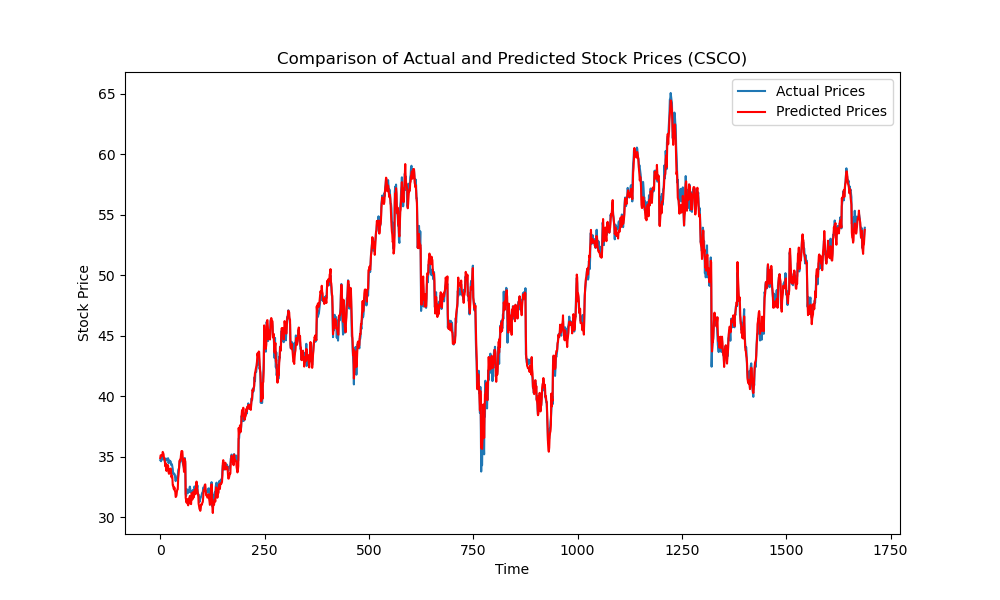 Comparison of Actual and Predicted Stock Prices (CSCO)
Actual Prices
Predicted Prices
65
60
55
50
45
40
35
30
Stock Price
0 250 500 750 1000 1250 1500 1750
Time